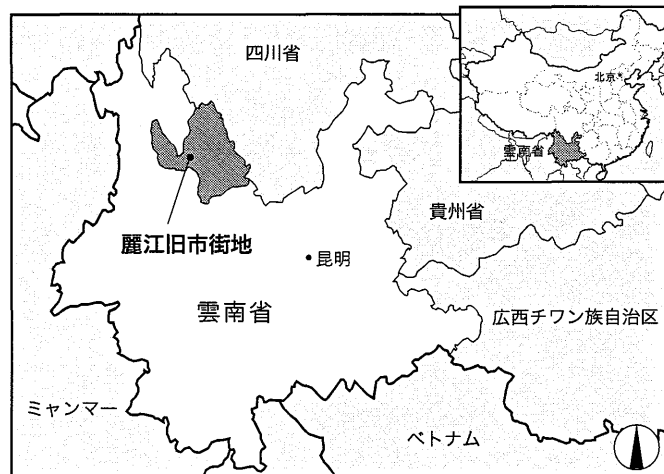 四川省
北京
雲南省
貴州省
麗江旧市街地
昆明
雲南省
広西チワン族自治区
ミャンマー
ベトナム